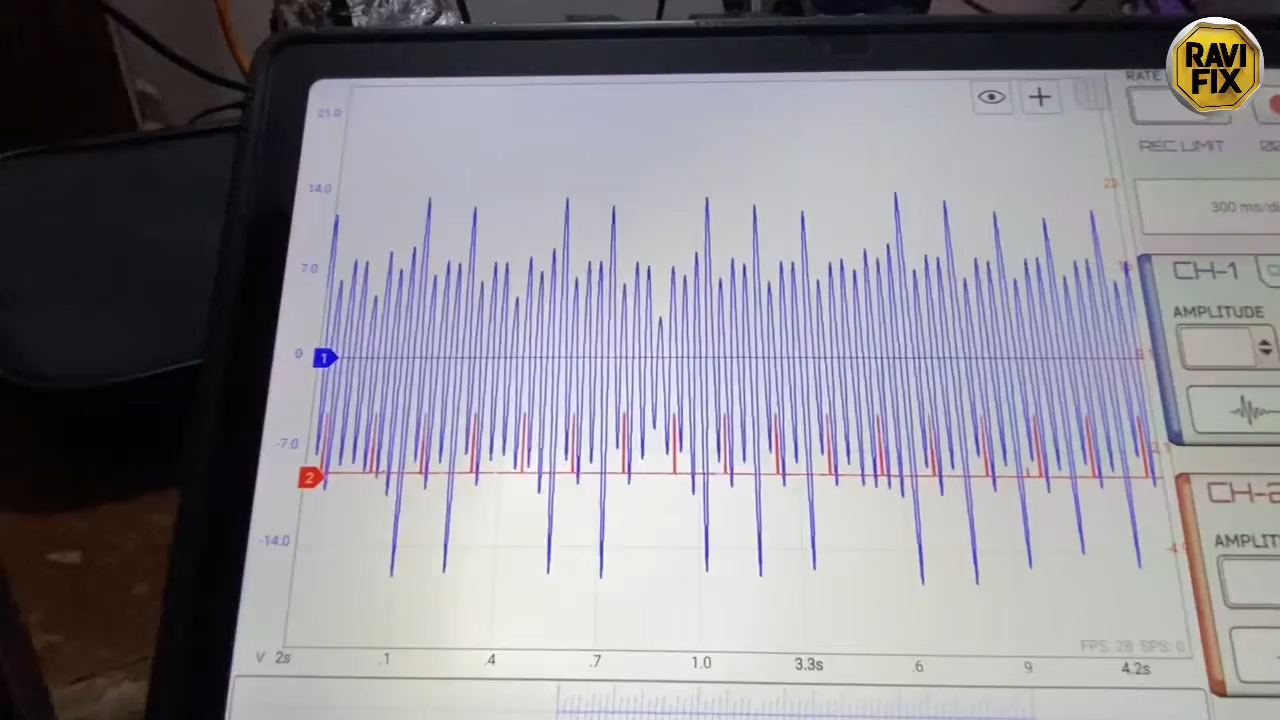 RAVI
FIX
RATE
21.0
REC LIMIT
14.0
20
300 ms/di
7.0
CH-1
AMPLITUDE
0
1
-7.0
2
CH-2
-14.0
AMPLIT
FPS: 28 SPS: 0
V 2s .1 .4 .7 1.0 3.3s .6 9 4.2s